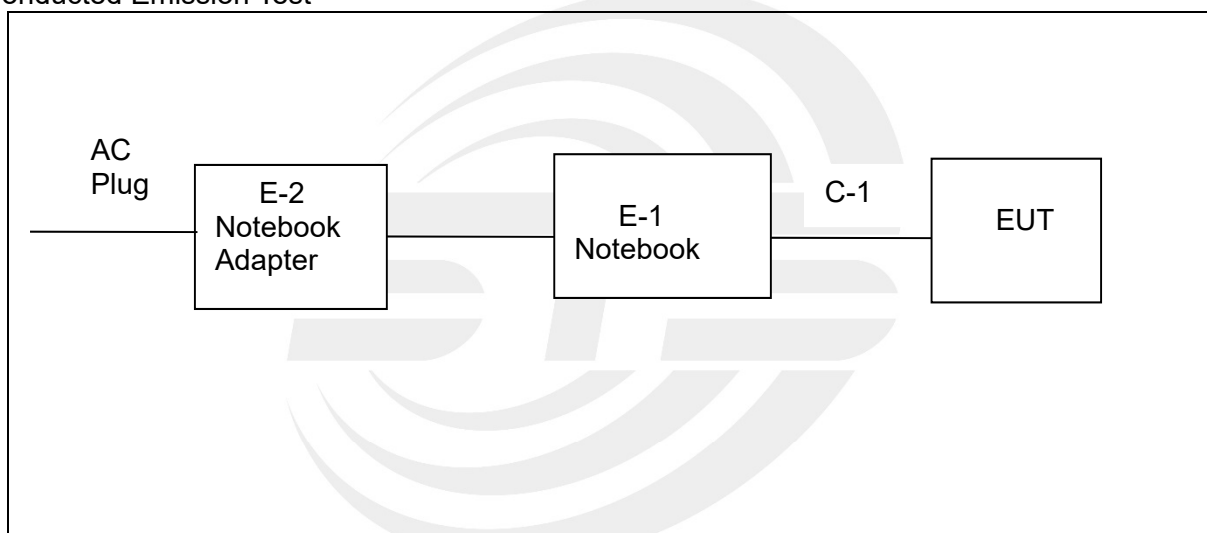 onducted Emission Test
AC
Plug
E-2
Notebook
Adapter
E-1
Notebook
C-1
EUT